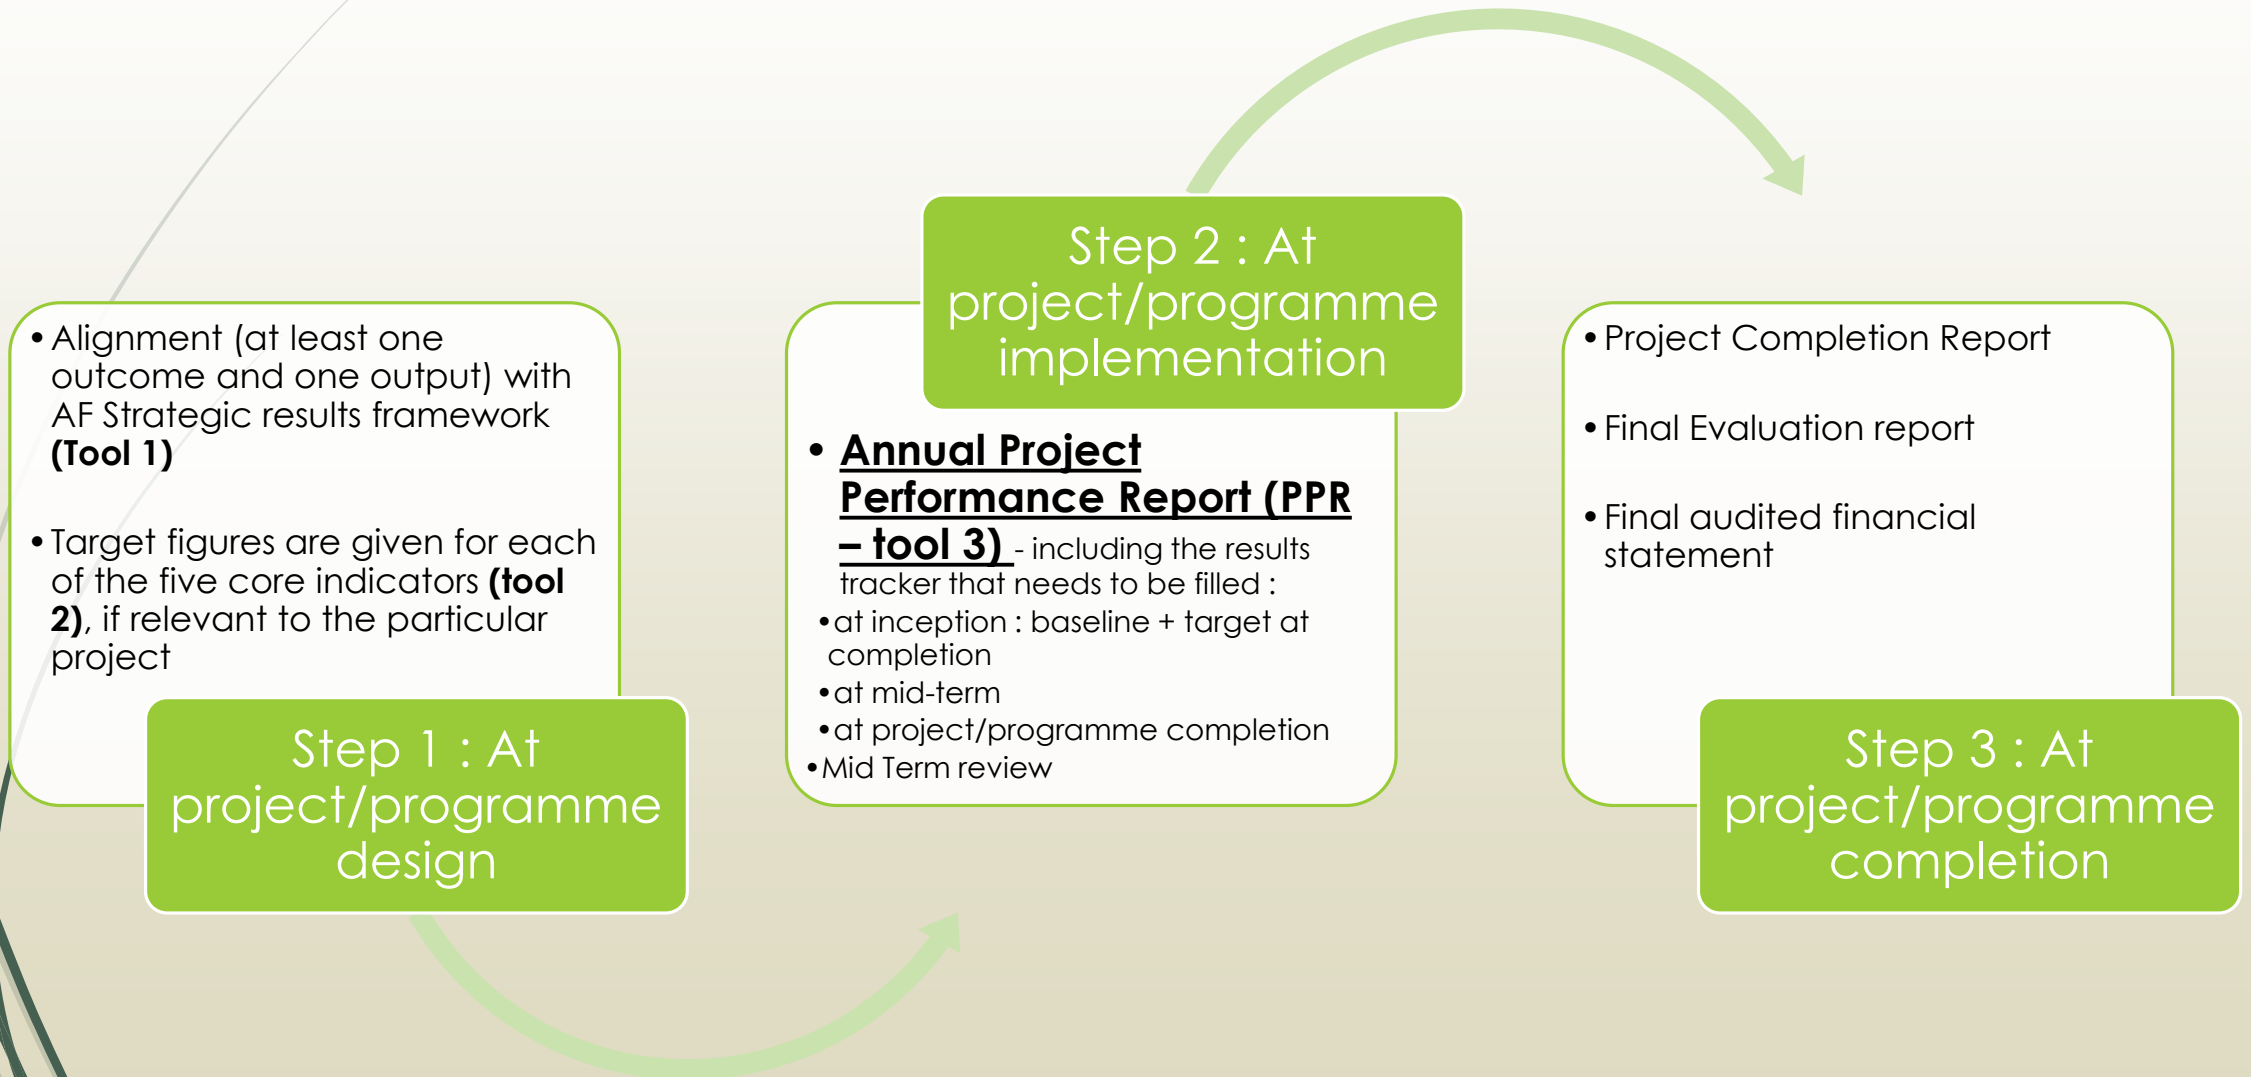 • Alignment (at least one
outcome and one output) with
AF Strategic results framework
(Tool 1)
• Target figures are given for each
of the five core indicators (tool
2), if relevant to the particular
project
Step 1 : At
project/programme
design
Step 2 : At
project/programme
implementation
• Annual Project
Performance Report (PPR
– tool 3) - including the results
tracker that needs to be filled :
• at inception : baseline + target at
completion
• at mid-term
• at project/programme completion
• Mid Term review
• Project Completion Report
• Final Evaluation report
• Final audited financial
statement
Step 3 : At
project/programme
completion